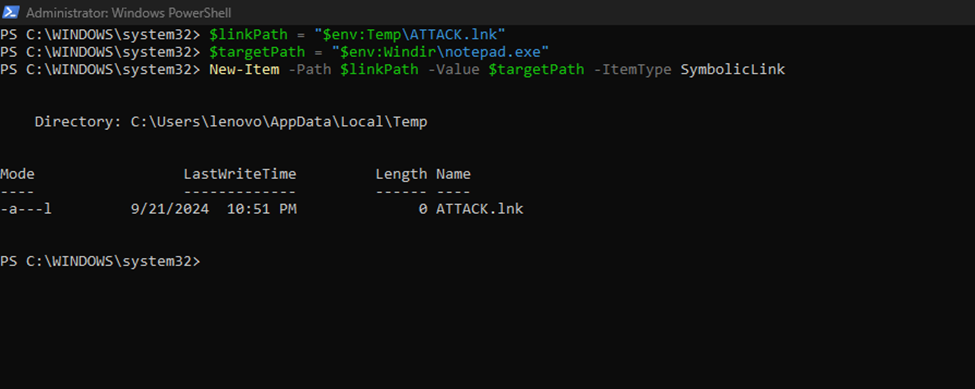 Administrator: Windows PowerShell
PS C:\WINDOWS\system32> $linkPath = "$env:Temp\ATTACK.lnk"
PS C:\WINDOWS\system32> $targetPath = "$env:Windir\notepad.exe"
PS C:\WINDOWS\system32> New-Item -Path $linkPath -Value $targetPath -ItemType SymbolicLink
Directory: C:\Users\lenovo\AppData\Local\Temp
Mode LastWriteTime Length Name
---- ------------- ------ ----
-a---l 9/21/2024 10:51 PM 0 ATTACK.lnk
PS C:\WINDOWS\system32>